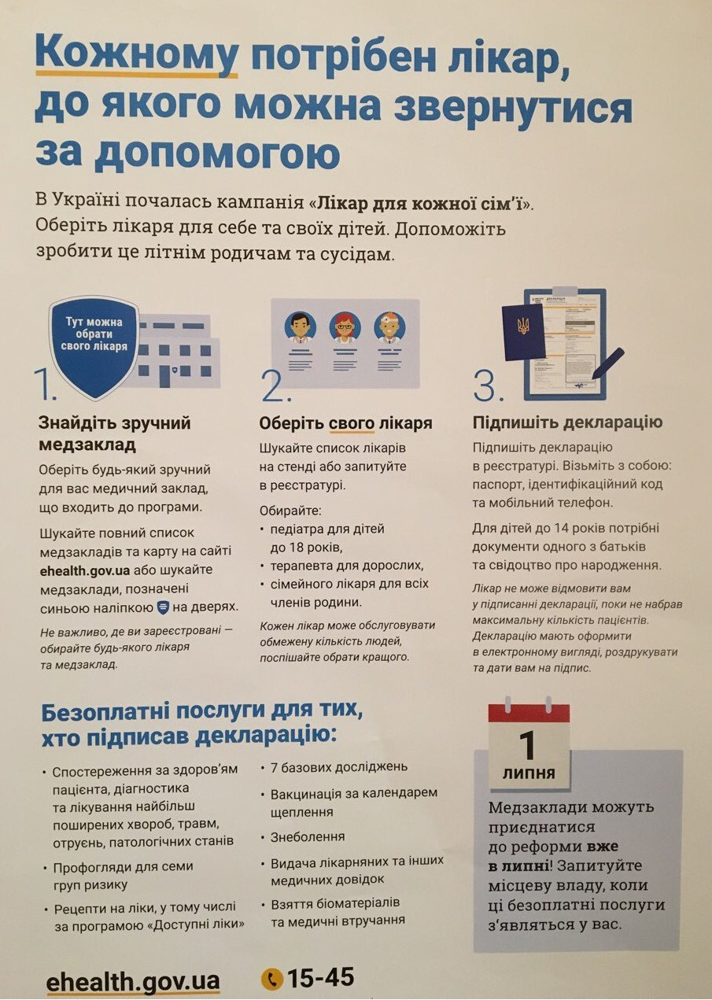 Кожному потрібен лікар,
до якого можна звернутися
за допомогою
В Україні почалась кампанія «Лікар для кожної сім’ї».
Оберіть лікаря для себе та своїх дітей. Допоможіть
зробити це літнім родичам та сусідам.
Тут можна
обрати
свого лікаря
1.
Знайдіть зручний
медзаклад
Оберіть будь-який зручний
для вас медичний заклад,
що входить до програми.
Шукайте повний список
медзакладів та карту на сайті
ehealth.gov.ua або шукайте
медзаклади, позначені
синьою наліпкою на дверях.
Не важливо, де ви зареєстровані —
обирайте будь-якого лікаря
та медзаклад.
2.
Оберіть свого лікаря
Шукайте список лікарів
на стенді або запитуйте
в реєстратурі.
Обирайте:
• педіатра для дітей
до 18 років,
• терапевта для дорослих,
• сімейного лікаря для всіх
членів родини.
Кожен лікар може обслуговувати
обмежену кількість людей,
поспішайте обрати кращого.
ДЕКЛАРАЦІЯ
3.
Підпишіть декларацію
Підпишіть декларацію
в реєстратурі. Візьміть з собою:
паспорт, ідентифікаційний код
та мобільний телефон.
Для дітей до 14 років потрібні
документи одного з батьків
та свідоцтво про народження.
Лікар не може відмовити вам
у підписанні декларації, поки не набрав
максимальну кількість пацієнтів.
Декларацію мають оформити
в електронному вигляді, роздрукувати
та дати вам на підпис.
Безоплатні послуги для тих,
хто підписав декларацію:
• Спостереження за здоров’ям
пацієнта, діагностика
та лікування найбільш
поширених хвороб, травм,
отруєнь, патологічних станів
• Профогляди для семи
груп ризику
• Рецепти на ліки, у тому числі
за програмою «Доступні ліки»
• 7 базових досліджень
• Вакцинація за календарем
щеплення
• Знеболення
• Видача лікарняних та інших
медичних довідок
• Взяття біоматеріалів
та медичні втручання
1
ЛИПНЯ
Медзаклади можуть
приєднатися
до реформи вже
в липні! Запитуйте
місцеву владу, коли
ці безоплатні послуги
з‘являться у вас.
ehealth.gov.ua
15-45